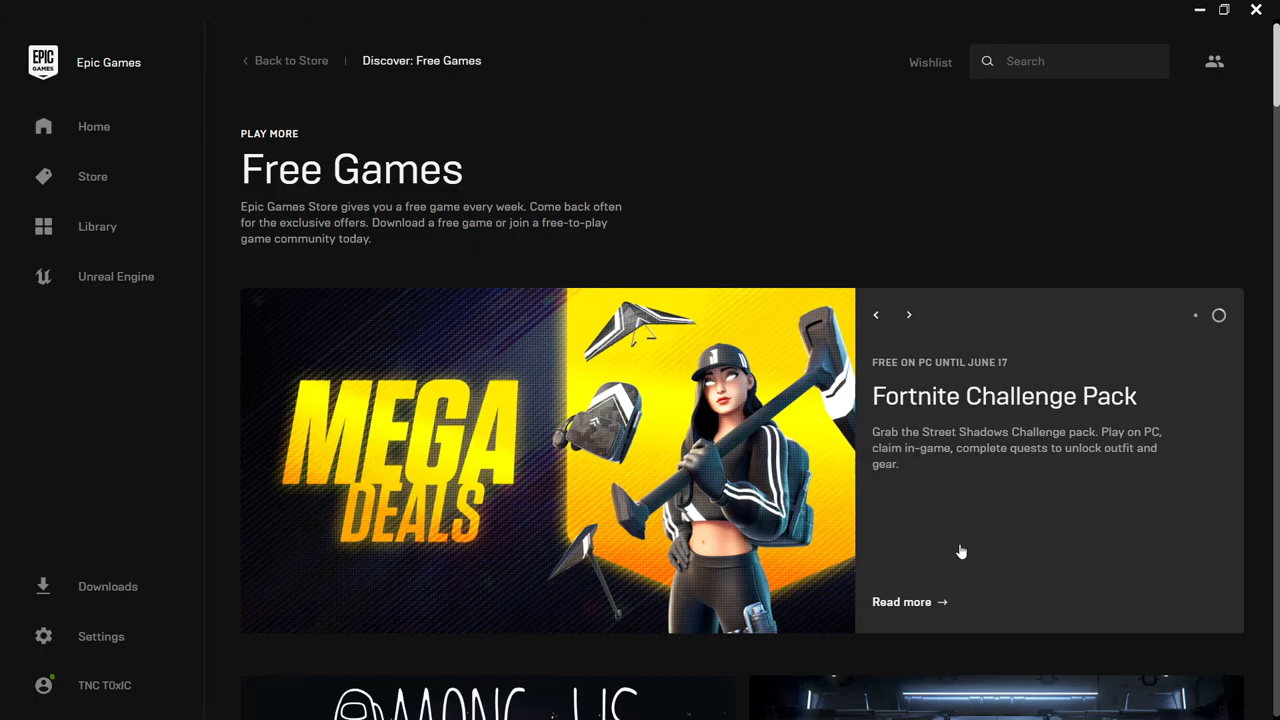 EPIC
GAMES
Epic Games
Back to Store
Discover: Free Games
Wishlist
Search
Home
Store
Library
Unreal Engine
PLAY MORE
Free Games
Epic Games Store gives you a free game every week. Come back often
for the exclusive offers. Download a free game or join a free-to-play
game community today.
MEGA
DEALS
FREE ON PC UNTIL JUNE 17
Fortnite Challenge Pack
Grab the Street Shadows Challenge pack. Play on PC,
claim in-game, complete quests to unlock outfit and
gear.
Read more →
Downloads
Settings
TNC T0xIC
AMONG US